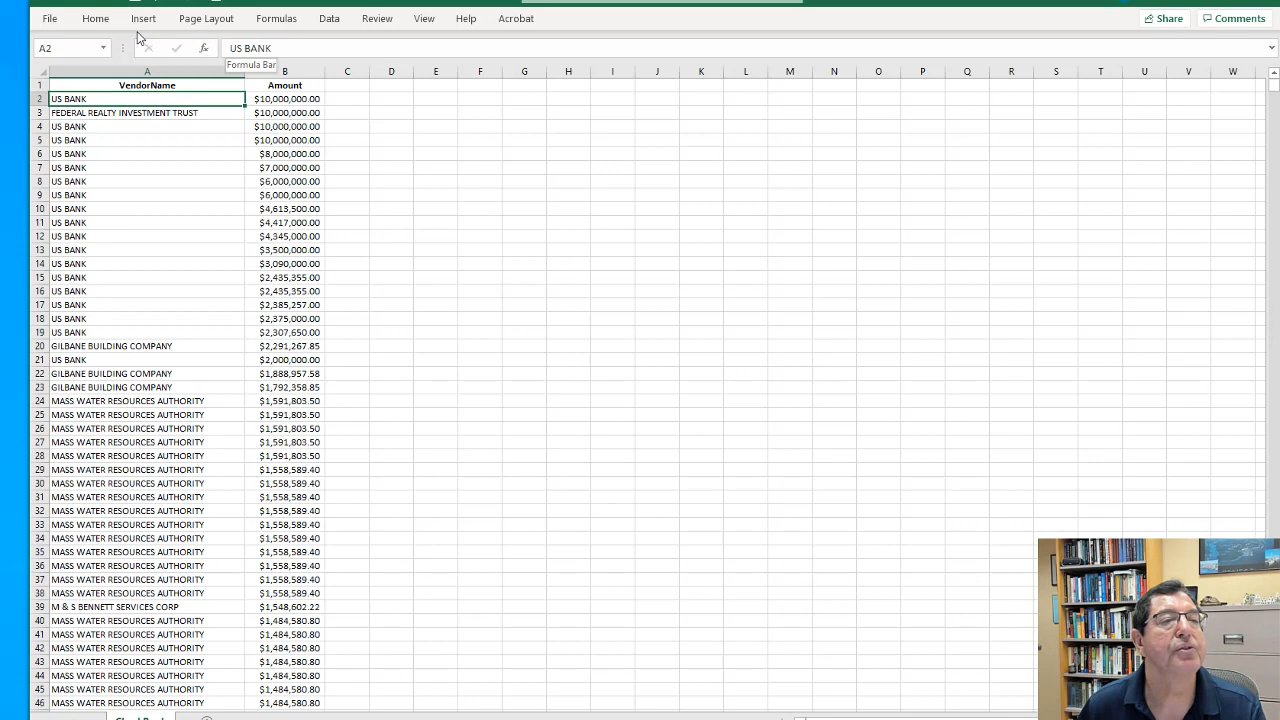 File Home Insert Page Layout Formulas Data Review View Help Acrobat Share Comments
A2 fx US BANK
Formula Bar
A B C D E F G H I J K L M N O P Q R S T U V W
1 VendorName Amount
2 US BANK $10,000,000.00
3 FEDERAL REALTY INVESTMENT TRUST $10,000,000.00
4 US BANK $10,000,000.00
5 US BANK $10,000,000.00
6 US BANK $8,000,000.00
7 US BANK $7,000,000.00
8 US BANK $6,000,000.00
9 US BANK $6,000,000.00
10 US BANK $4,613,500.00
11 US BANK $4,417,000.00
12 US BANK $4,345,000.00
13 US BANK $3,500,000.00
14 US BANK $3,090,000.00
15 US BANK $2,435,355.00
16 US BANK $2,435,355.00
17 US BANK $2,385,257.00
18 US BANK $2,375,000.00
19 US BANK $2,307,650.00
20 GILBANE BUILDING COMPANY $2,291,267.85
21 US BANK $2,000,000.00
22 GILBANE BUILDING COMPANY $1,888,957.58
23 GILBANE BUILDING COMPANY $1,792,358.85
24 MASS WATER RESOURCES AUTHORITY $1,591,803.50
25 MASS WATER RESOURCES AUTHORITY $1,591,803.50
26 MASS WATER RESOURCES AUTHORITY $1,591,803.50
27 MASS WATER RESOURCES AUTHORITY $1,591,803.50
28 MASS WATER RESOURCES AUTHORITY $1,591,803.50
29 MASS WATER RESOURCES AUTHORITY $1,558,589.40
30 MASS WATER RESOURCES AUTHORITY $1,558,589.40
31 MASS WATER RESOURCES AUTHORITY $1,558,589.40
32 MASS WATER RESOURCES AUTHORITY $1,558,589.40
33 MASS WATER RESOURCES AUTHORITY $1,558,589.40
34 MASS WATER RESOURCES AUTHORITY $1,558,589.40
35 MASS WATER RESOURCES AUTHORITY $1,558,589.40
36 MASS WATER RESOURCES AUTHORITY $1,558,589.40
37 MASS WATER RESOURCES AUTHORITY $1,558,589.40
38 MASS WATER RESOURCES AUTHORITY $1,558,589.40
39 M & S BENNETT SERVICES CORP $1,548,602.22
40 MASS WATER RESOURCES AUTHORITY $1,484,580.80
41 MASS WATER RESOURCES AUTHORITY $1,484,580.80
42 MASS WATER RESOURCES AUTHORITY $1,484,580.80
43 MASS WATER RESOURCES AUTHORITY $1,484,580.80
44 MASS WATER RESOURCES AUTHORITY $1,484,580.80
45 MASS WATER RESOURCES AUTHORITY $1,484,580.80
46 MASS WATER RESOURCES AUTHORITY $1,484,580.80